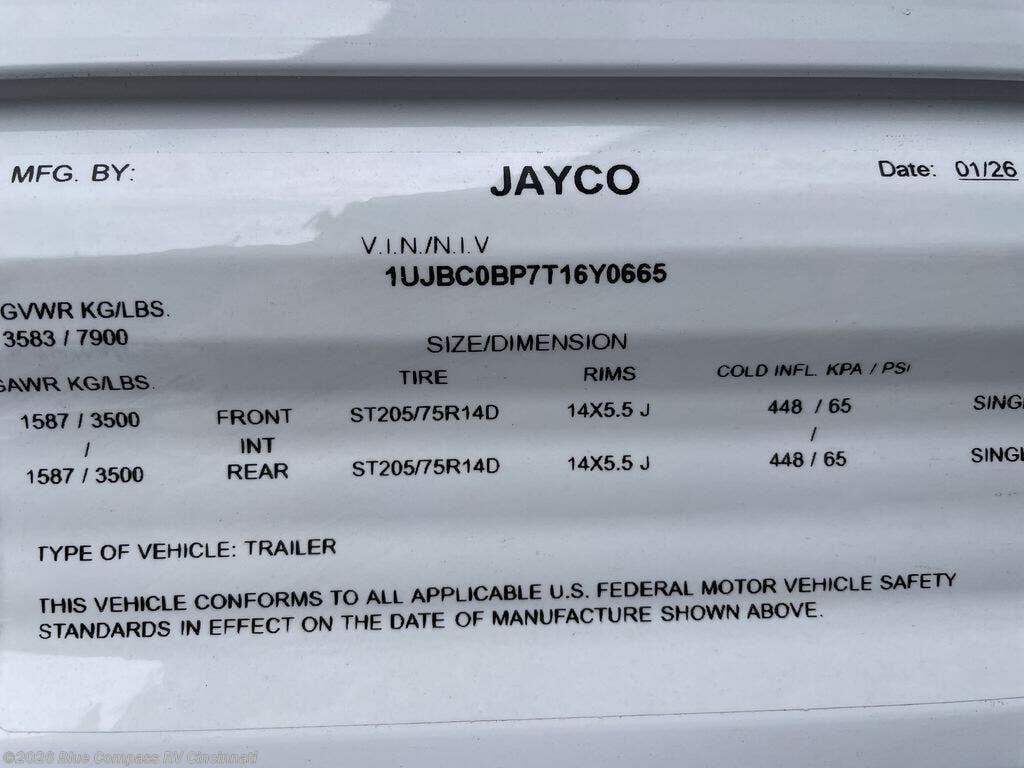 MFG. BY: JAYCO Date: 01/26
V.I.N./N.I.V
1UJBC0BP7T16Y0665
GVWR KG/LBS.
3583 / 7900
SIZE/DIMENSION
GAWR KG/LBS. TIRE RIMS COLD INFL. KPA / PSI
1587 / 3500 FRONT ST205/75R14D 14X5.5 J 448 / 65
/ INT /
1587 / 3500 REAR ST205/75R14D 14X5.5 J 448 / 65
TYPE OF VEHICLE: TRAILER
THIS VEHICLE CONFORMS TO ALL APPLICABLE U.S. FEDERAL MOTOR VEHICLE SAFETY
STANDARDS IN EFFECT ON THE DATE OF MANUFACTURE SHOWN ABOVE.
©2026 Blue Compass RV Cincinnati